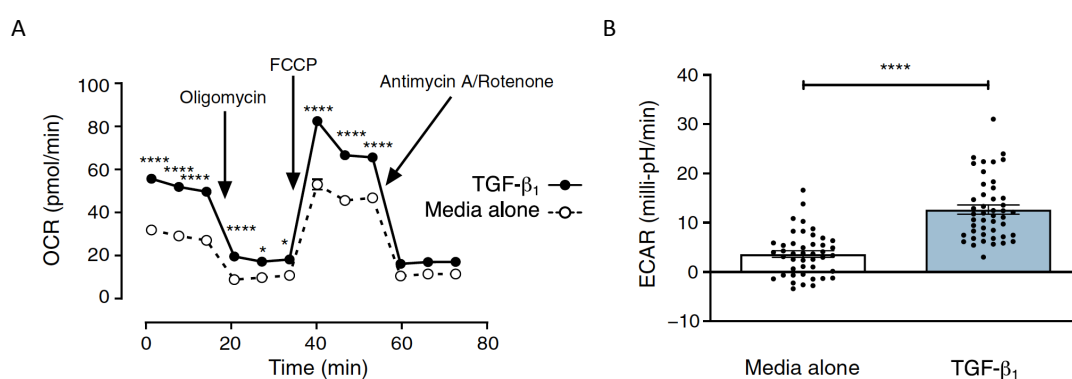 A
B
FCCP
Oligomycin
Antimycin A/Rotenone
100
80
60
40
20
0
OCR (pmol/min)
**** **** **** **** * * **** **** ****
TGF-β1
Media alone
0 20 40 60 80
Time (min)
****
40
30
20
10
0
−10
ECAR (milli-pH/min)
Media alone TGF-β1